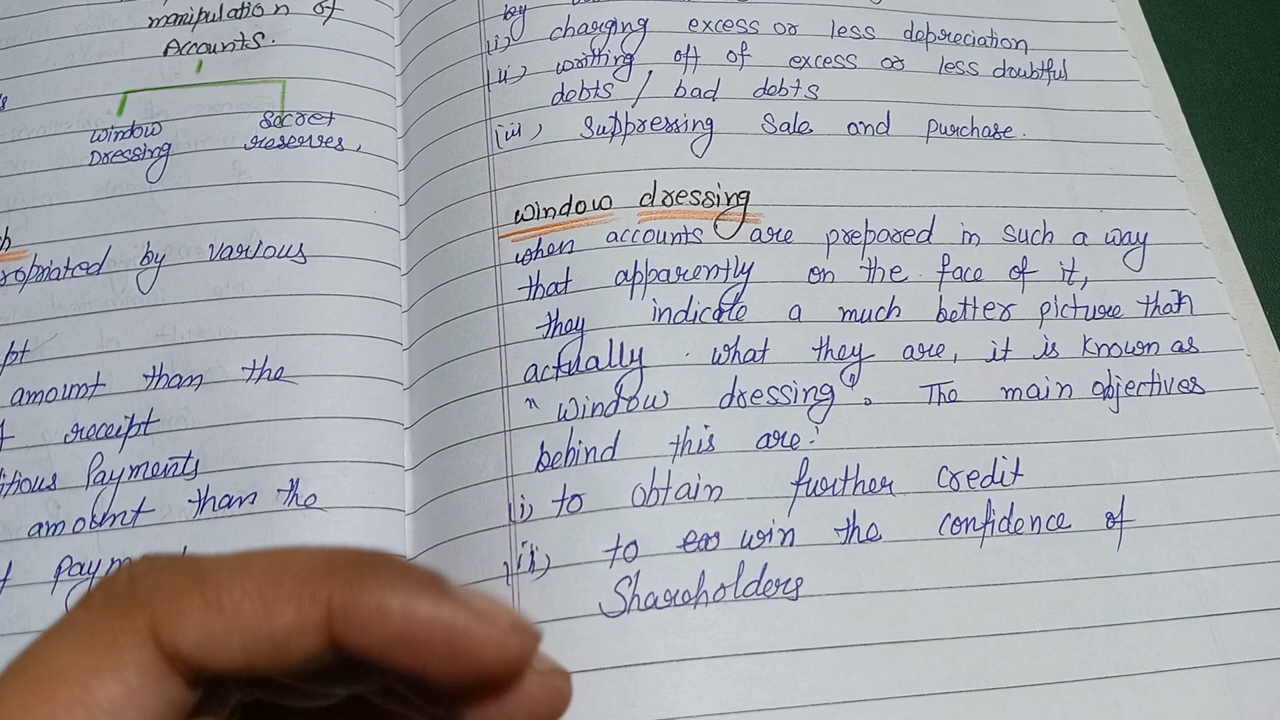 manipulation of
Accounts.
window
Dressing
secret
reserves,
by various
amount than the
receipt
Payments
amount than the
by
(i) charging excess or less depreciation
(ii) writting off of excess or less doubtful
debts / bad debts
(iii) Suppressing Sale and purchase.
window dressing
when accounts are prepared in such a way
that apparently on the face of it,
they indicate a much better picture than
actually what they are, it is known as
"window dressing". The main objectives
behind this are:
(i) to obtain further credit
(ii) to win the confidence of
Shareholders